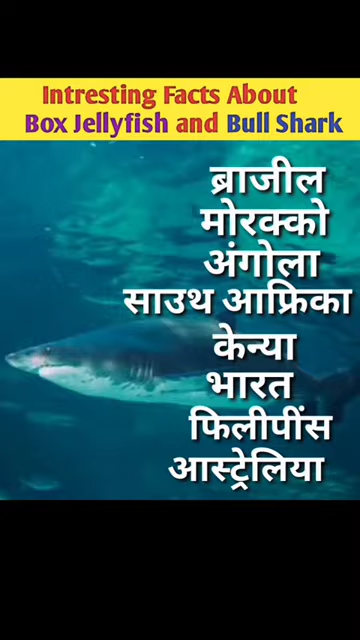 Intresting Facts About
Box Jellyfish and Bull Shark
ब्राजील
मोरक्को
अंगोला
साउथ आफ्रिका
केन्या
भारत
फिलीपींस
आस्ट्रेलिया